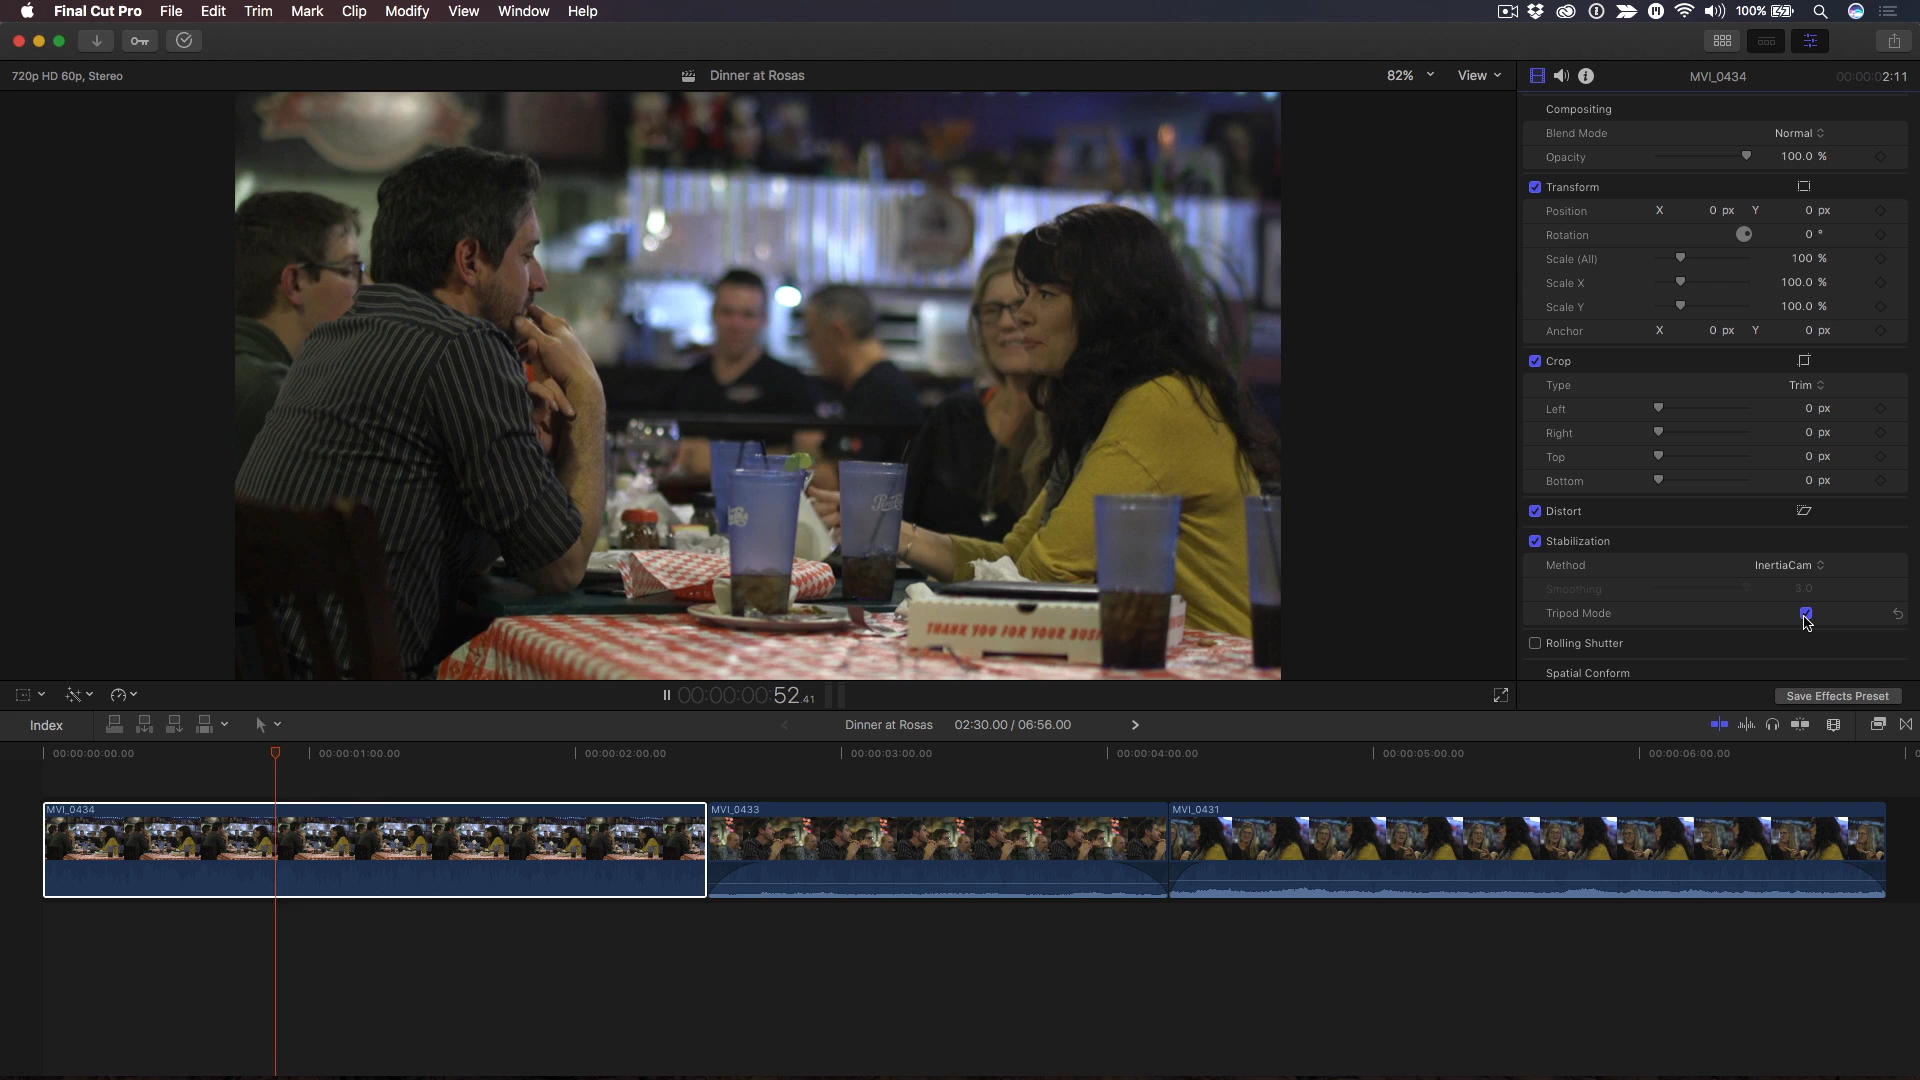 Final Cut Pro File Edit Trim Mark Clip Modify View Window Help 100%
720p HD 60p, Stereo Dinner at Rosas 82% View MVI_0434 00:00:02:11
Compositing
Blend Mode Normal
Opacity 100.0 %
Transform
Position X 0 px Y 0 px
Rotation 0 °
Scale (All) 100 %
Scale X 100.0 %
Scale Y 100.0 %
Anchor X 0 px Y 0 px
Crop
Type Trim
Left 0 px
Right 0 px
Top 0 px
Bottom 0 px
Distort
Stabilization
Method InertiaCam
Smoothing 3.0
Tripod Mode
Rolling Shutter
Spatial Conform
THANK YOU FOR YOUR BUS
00:00:00:52.41 Save Effects Preset
Index Dinner at Rosas 02:30.00 / 06:56.00
00:00:00:00.00 00:00:01:00.00 00:00:02:00.00 00:00:03:00.00 00:00:04:00.00 00:00:05:00.00 00:00:06:00.00
MVI_0434 MVI_0433 MVI_0431